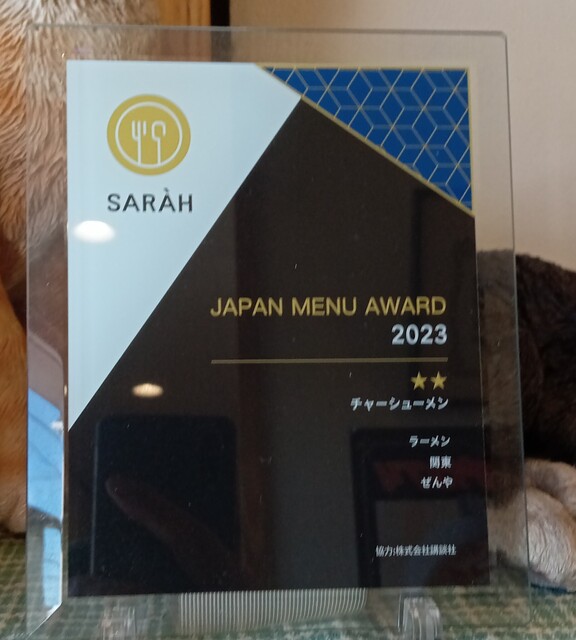 SARÀH
JAPAN MENU AWARD
2023
★★
チャーシューメン
ラーメン
関東
ぜんや
協力:株式会社講談社